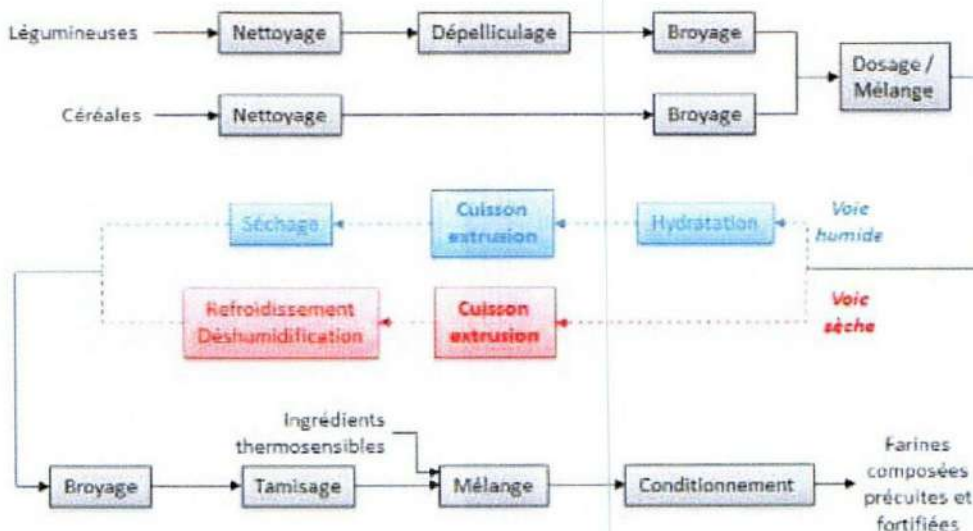 Légumineuses
Nettoyage
Dépelliculage
Broyage
Dosage /
Mélange
Céréales
Nettoyage
Broyage
Séchage
Cuisson
extrusion
Hydratation
Voie
humide
Refroidissement
Déshumidification
Cuisson
extrusion
Voie
sèche
Ingrédients
thermosensibles
Broyage
Tamisage
Mélange
Conditionnement
Farines
composées
précuites et
fortifiées